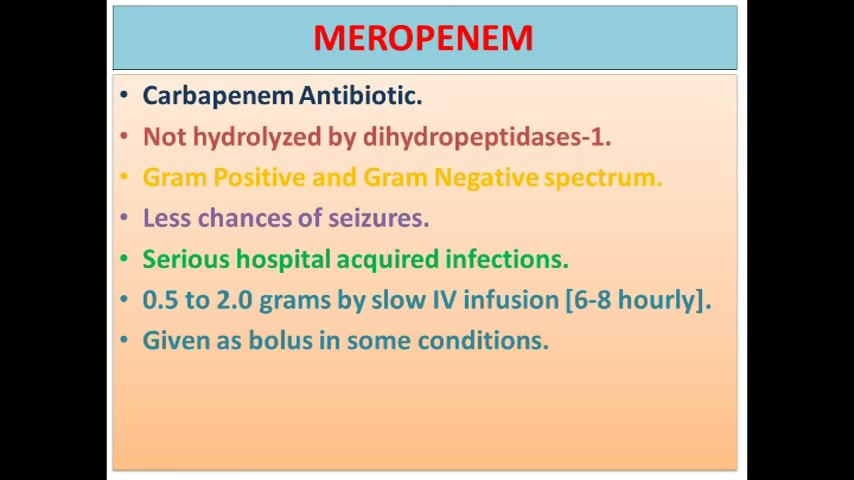 MEROPENEM
• Carbapenem Antibiotic.
• Not hydrolyzed by dihydropeptidases-1.
• Gram Positive and Gram Negative spectrum.
• Less chances of seizures.
• Serious hospital acquired infections.
• 0.5 to 2.0 grams by slow IV infusion [6-8 hourly].
• Given as bolus in some conditions.